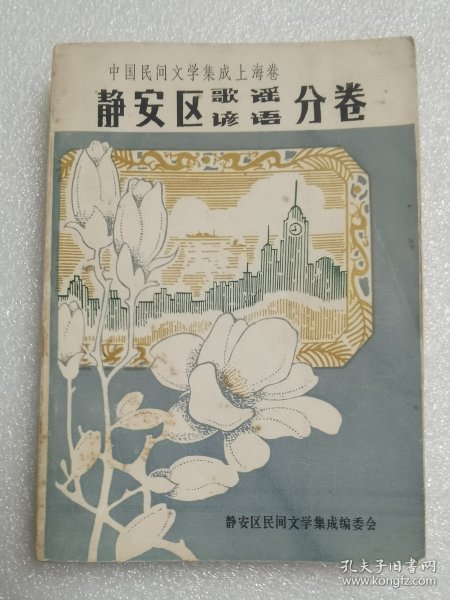 中国民间文学集成上海卷
静安区歌谣谚语分卷
静安区民间文学集成编委会
孔夫子旧书网
www.kongfz.com